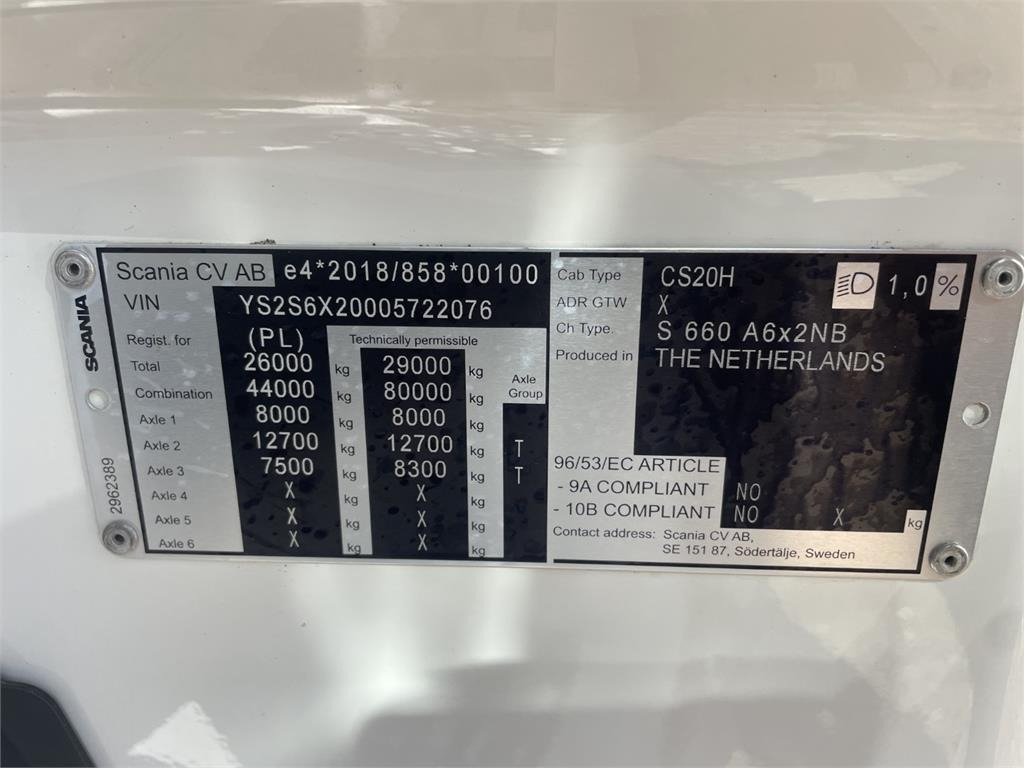 SCANIA
2962389
Scania CV AB e4*2018/858*00100
VIN YS2S6X20005722076
Regist. for (PL) Technically permissible
Total 26000 kg 29000 kg
Combination 44000 kg 80000 kg Axle Group
Axle 1 8000 kg 8000 kg
Axle 2 12700 kg 12700 kg T
Axle 3 7500 kg 8300 kg T
Axle 4 X kg X kg
Axle 5 X kg X kg
Axle 6 X kg X kg
Cab Type CS20H 1,0 %
ADR GTW X
Ch Type. S 660 A6x2NB
Produced in THE NETHERLANDS
96/53/EC ARTICLE
- 9A COMPLIANT NO
- 10B COMPLIANT NO X kg
Contact address: Scania CV AB,
SE 151 87, Södertälje, Sweden